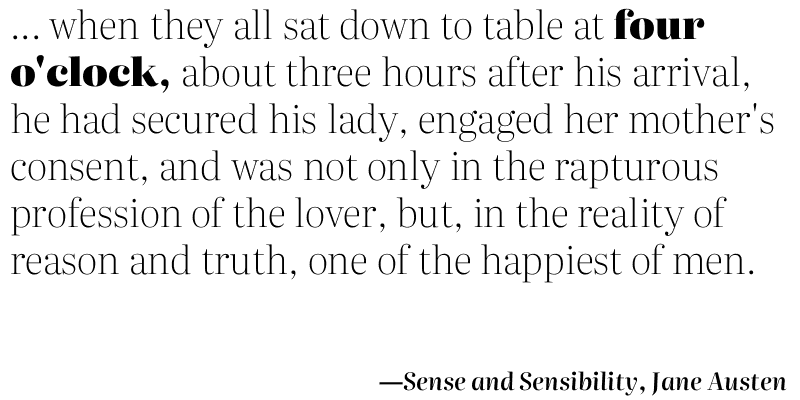 ... when they all sat down to table at four
o'clock, about three hours after his arrival,
he had secured his lady, engaged her mother's
consent, and was not only in the rapturous
profession of the lover, but, in the reality of
reason and truth, one of the happiest of men.
—Sense and Sensibility, Jane Austen